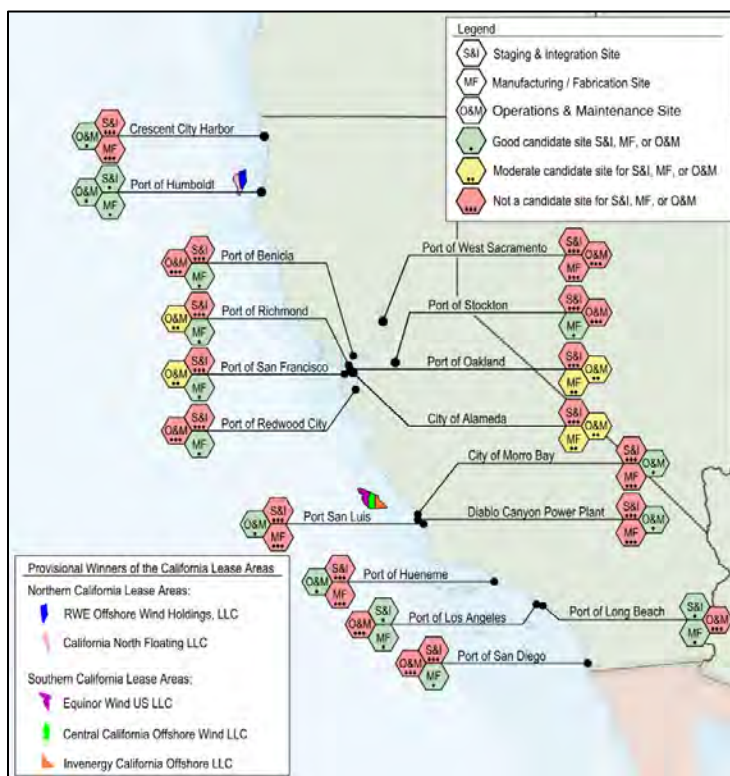 Legend
S&I Staging & Integration Site
MF Manufacturing / Fabrication Site
O&M Operations & Maintenance Site
Good candidate site S&I, MF, or O&M
Moderate candidate site for S&I, MF, or O&M
Not a candidate site for S&I, MF, or O&M
O&M S&I MF Crescent City Harbor
O&M S&I MF Port of Humboldt
O&M S&I MF Port of Benicia
Port of West Sacramento S&I O&M MF
O&M S&I MF Port of Richmond
Port of Stockton S&I O&M MF
O&M S&I MF Port of San Francisco
Port of Oakland S&I O&M MF
O&M S&I MF Port of Redwood City
City of Alameda S&I O&M MF
City of Morro Bay S&I O&M MF
O&M S&I MF Port San Luis
Diablo Canyon Power Plant S&I O&M MF
O&M S&I MF Port of Hueneme
O&M S&I MF Port of Los Angeles
Port of Long Beach S&I O&M MF
O&M S&I MF Port of San Diego
Provisional Winners of the California Lease Areas
Northern California Lease Areas:
RWE Offshore Wind Holdings, LLC
California North Floating LLC
Southern California Lease Areas:
Equinor Wind US LLC
Central California Offshore Wind LLC
Invenergy California Offshore LLC